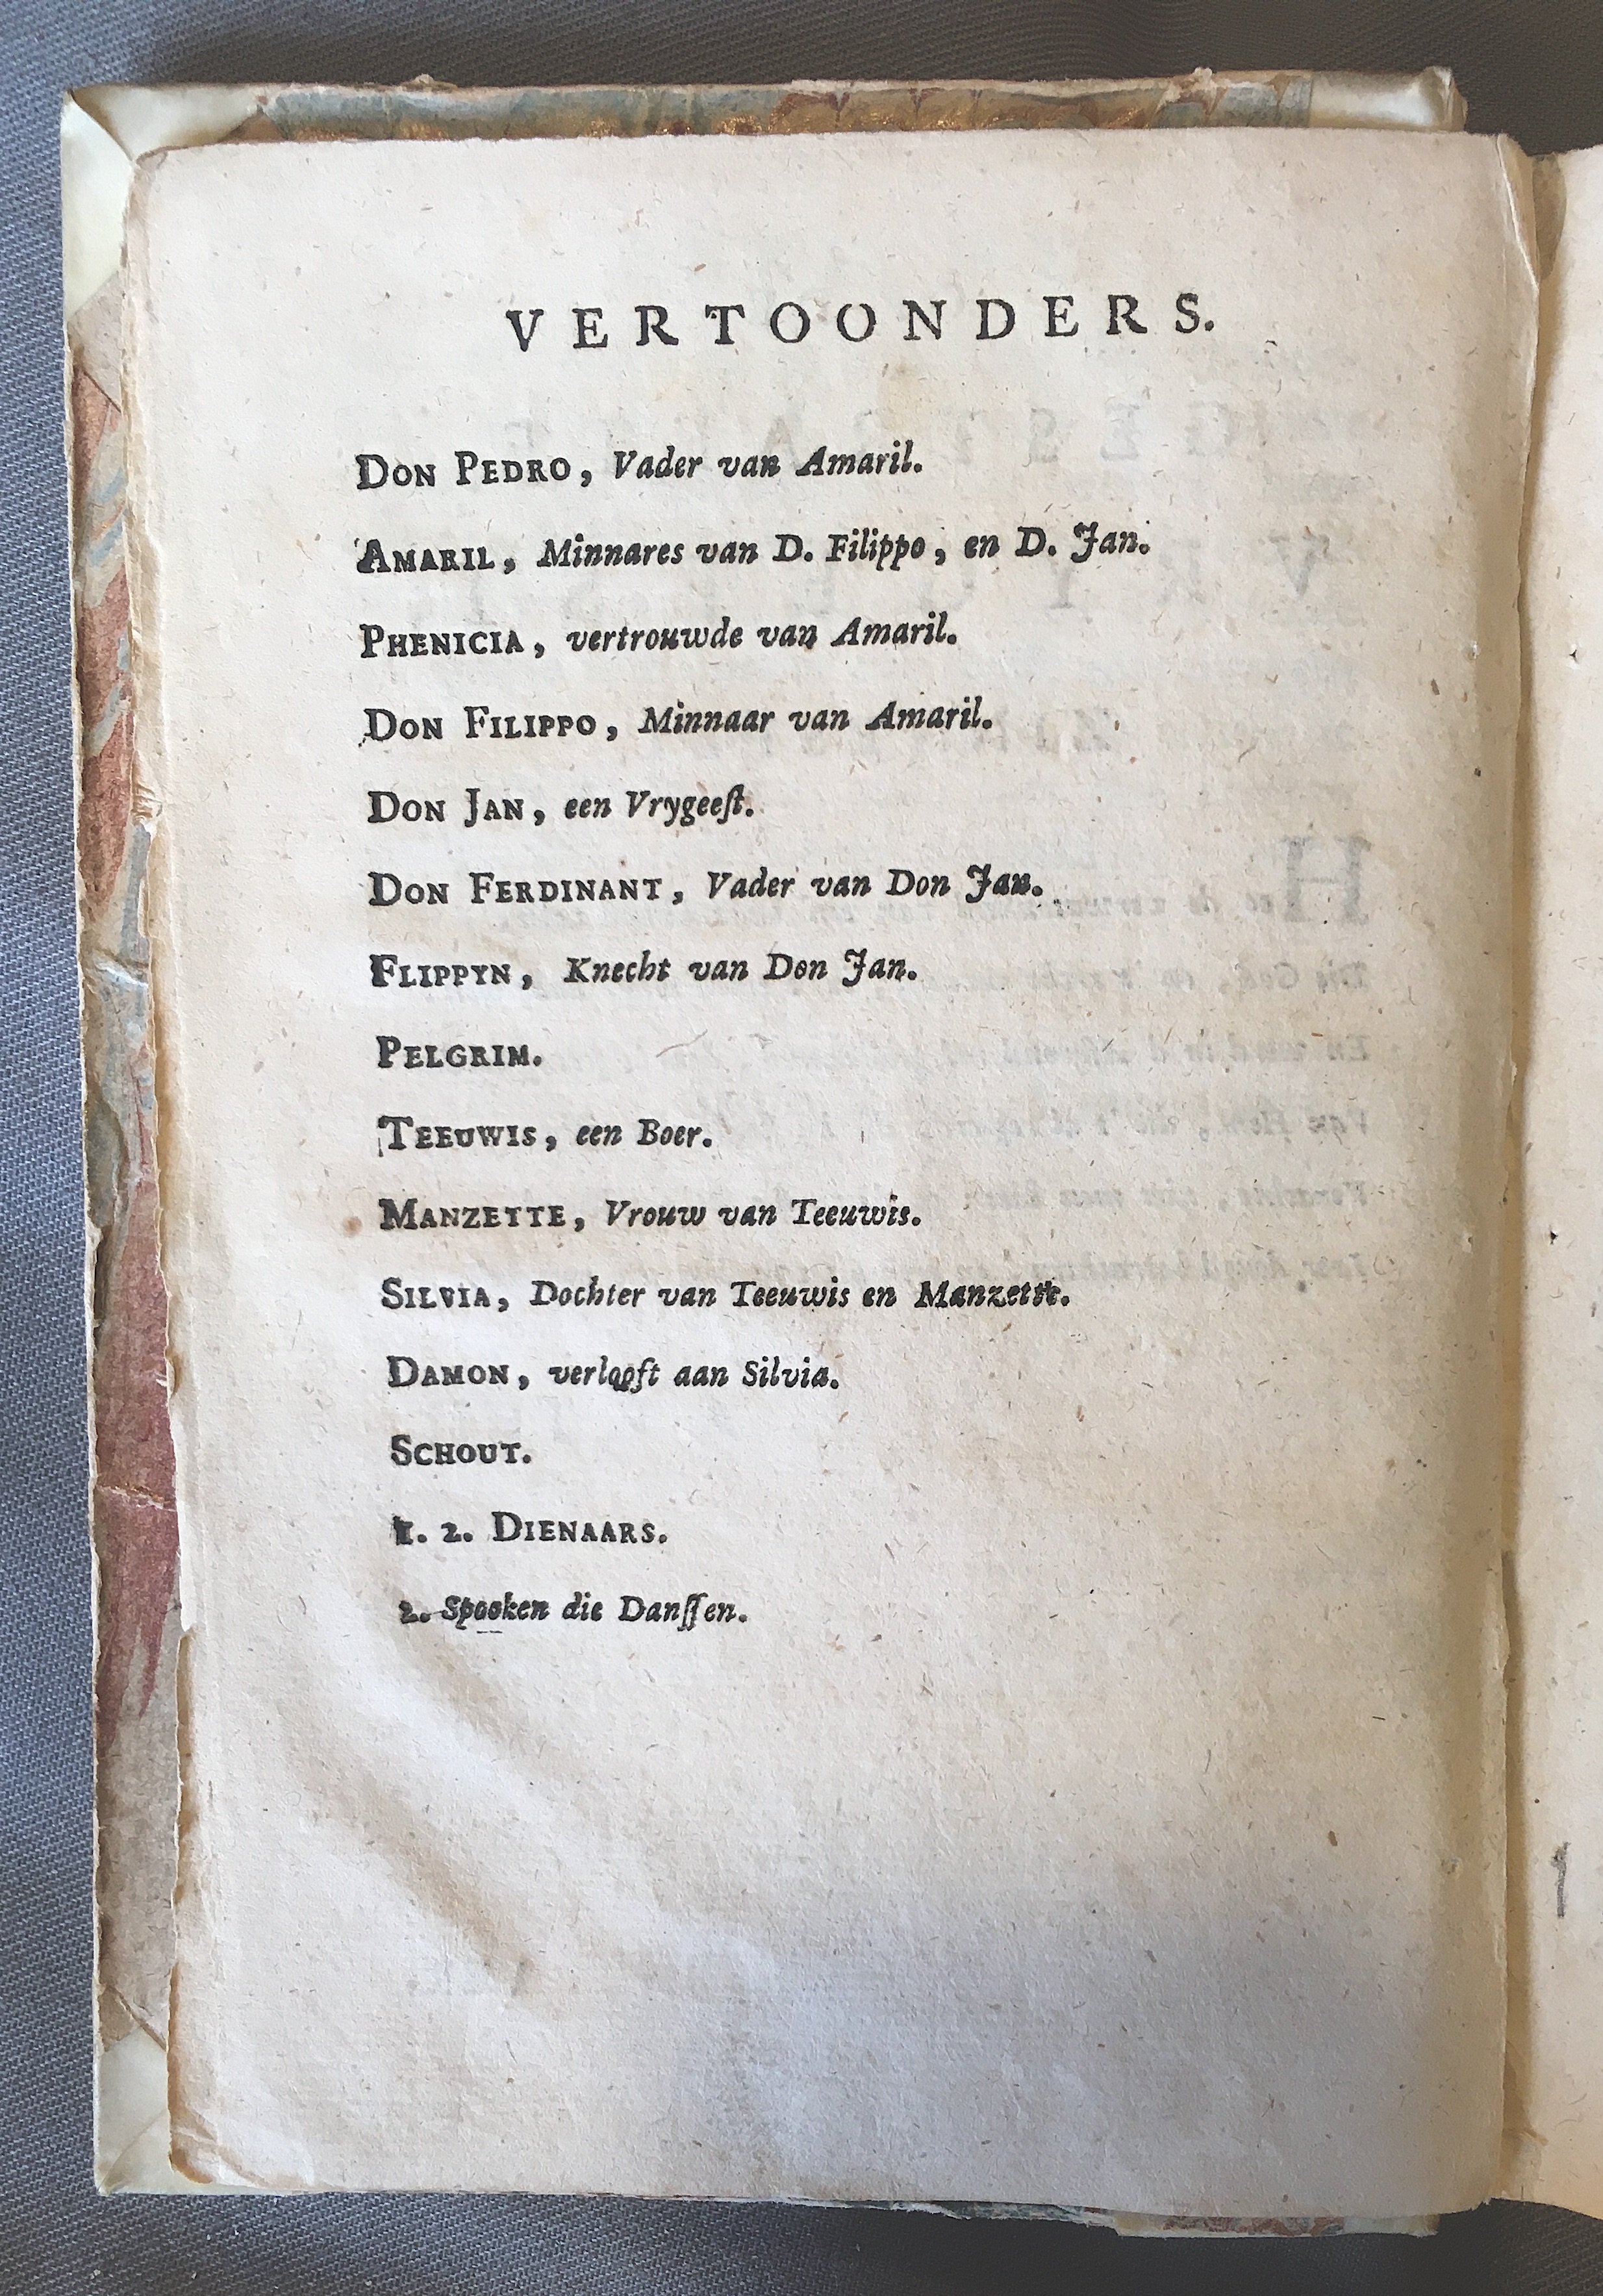 VERTOONDERS.
DON PEDRO, Vader van Amaril.
AMARIL, Minnares van D. Filippo, en D. Jan.
PHENICIA, vertrouwde van Amaril.
DON FILIPPO, Minnaar van Amaril.
DON JAN, een Vrygeeſt.
DON FERDINANT, Vader van Don Jan.
FLIPPYN, Knecht van Don Jan.
PELGRIM.
TEEUWIS, een Boer.
MANZETTE, Vrouw van Teeuwis.
SILVIA, Dochter van Teeuwis en Manzette.
DAMON, verlooft aan Silvia.
SCHOUT.
1. 2. DIENAARS.
2. Spooken die Danſſen.